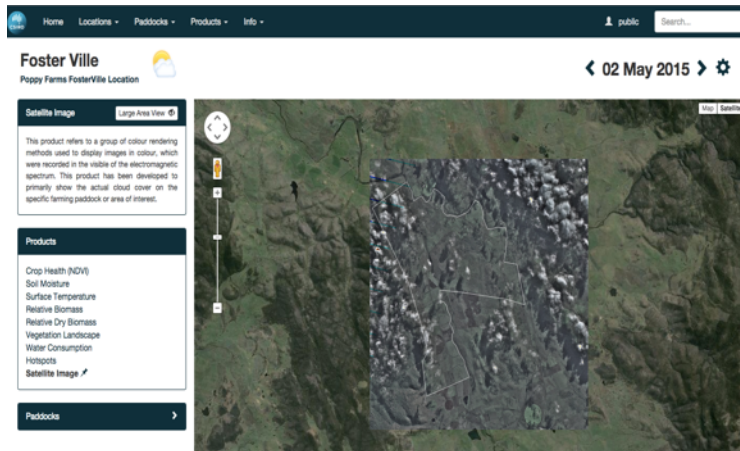 CSIRO
Home Locations Paddocks Products Info public Search...
Foster Ville
Poppy Farms FosterVille Location
02 May 2015
Satellite Image Large Area View
This product refers to a group of colour rendering
methods used to display images in colour, which
were recorded in the visible of the electromagnetic
spectrum. This product has been developed to
primarily show the actual cloud cover on the
specific farming paddock or area of interest.
Map Satellite
Products
Crop Health (NDVI)
Soil Moisture
Surface Temperature
Relative Biomass
Relative Dry Biomass
Vegetation Landscape
Water Consumption
Hotspots
Satellite Image
Paddocks